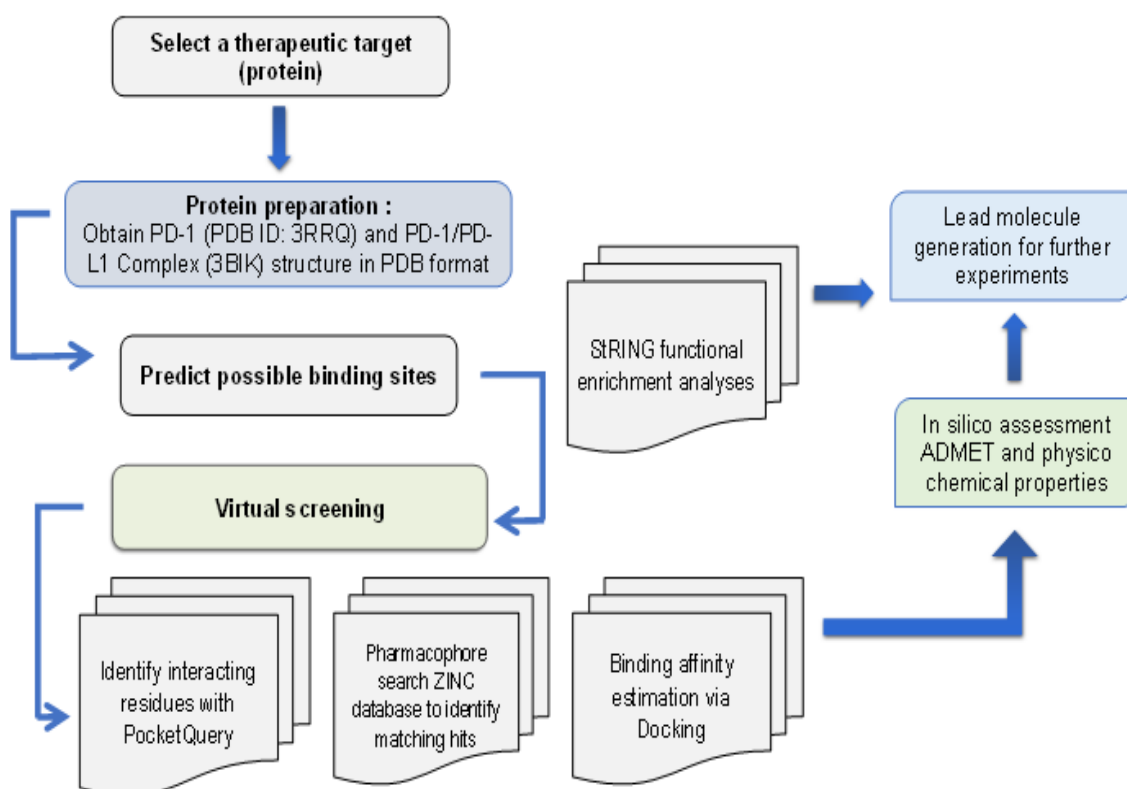 Select a therapeutic target
(protein)
Protein preparation :
Obtain PD-1 (PDB ID: 3RRQ) and PD-1/PD-
L1 Complex (3BIK) structure in PDB format
Predict possible binding sites
Virtual screening
Identify interacting
residues with
PocketQuery
Pharmacophore
search ZINC
database to identify
matching hits
Binding affinity
estimation via
Docking
StRING functional
enrichment analyses
In silico assessment
ADMET and physico
chemical properties
Lead molecule
generation for further
experiments